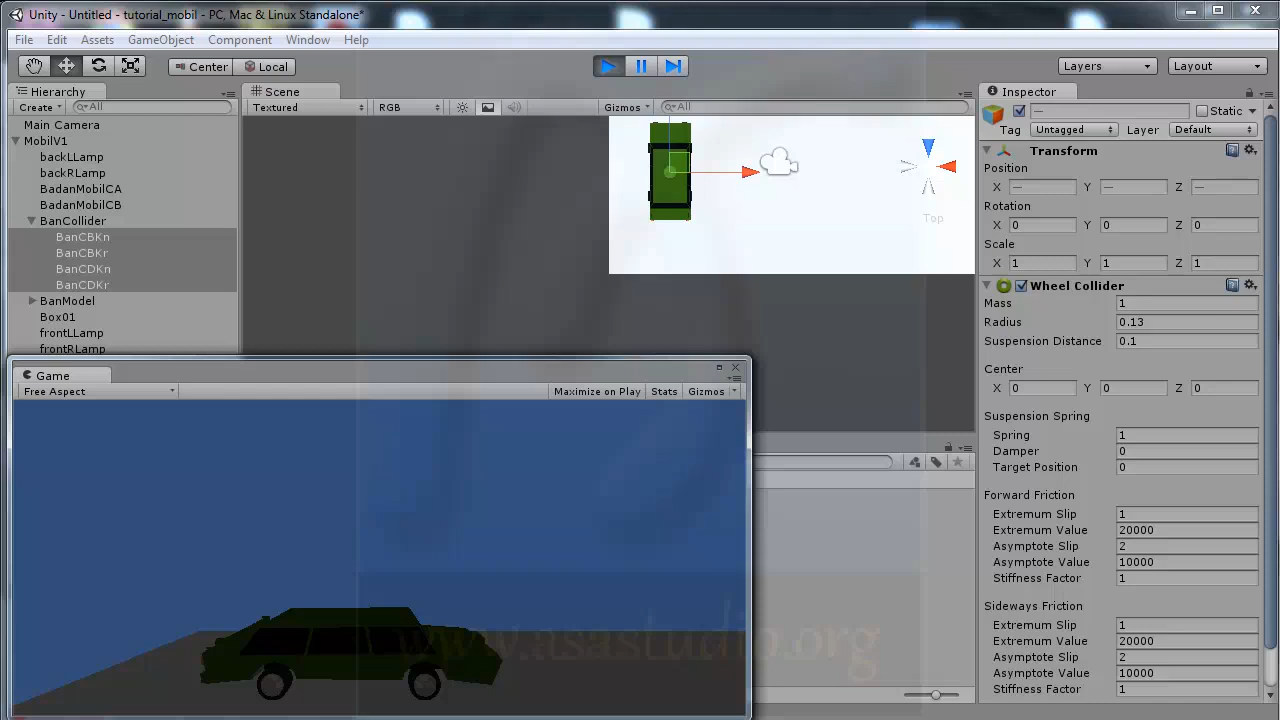 Unity - Untitled - tutorial_mobil - PC, Mac & Linux Standalone*
File Edit Assets GameObject Component Window Help
Center Local Layers Layout
Hierarchy
Create All
Main Camera
MobilV1
backLLamp
backRLamp
BadanMobilCA
BadanMobilCB
BanCollider
BanCBKn
BanCBKr
BanCDKn
BanCDKr
BanModel
Box01
frontLLamp
frontRLamp
Scene
Textured RGB Gizmos All
Top
Game
Free Aspect Maximize on Play Stats Gizmos
www.asastudio.org
Inspector
— Static
Tag Untagged Layer Default
Transform
Position
X — Y — Z —
Rotation
X 0 Y 0 Z 0
Scale
X 1 Y 1 Z 1
Wheel Collider
Mass 1
Radius 0.13
Suspension Distance 0.1
Center
X 0 Y 0 Z 0
Suspension Spring
Spring 1
Damper 0
Target Position 0
Forward Friction
Extremum Slip 1
Extremum Value 20000
Asymptote Slip 2
Asymptote Value 10000
Stiffness Factor 1
Sideways Friction
Extremum Slip 1
Extremum Value 20000
Asymptote Slip 2
Asymptote Value 10000
Stiffness Factor 1